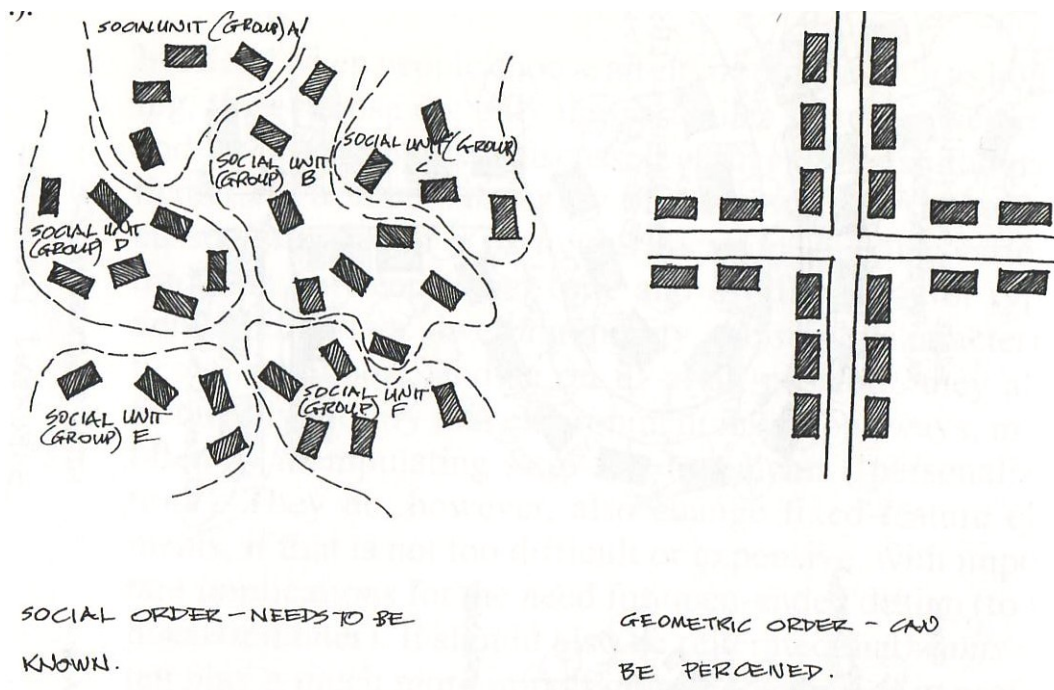 SOCIAL UNIT (GROUP) A
SOCIAL UNIT
(GROUP) B
SOCIAL UNIT (GROUP)
C
SOCIAL UNIT
(GROUP) D
SOCIAL UNIT
(GROUP) E
SOCIAL UNIT
(GROUP) F
SOCIAL ORDER - NEEDS TO BE
KNOWN.
GEOMETRIC ORDER - CAN
BE PERCEIVED.